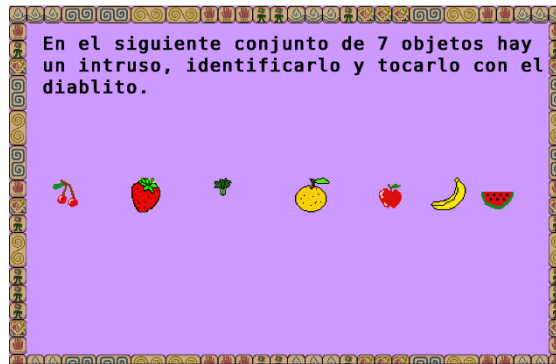 En el siguiente conjunto de 7 objetos hay
un intruso, identificarlo y tocarlo con el
diablito.